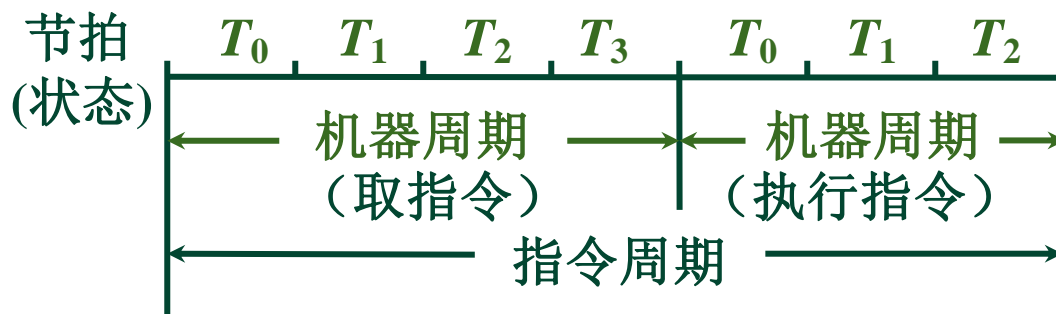 节拍 T₀ T₁ T₂ T₃ T₀ T₁ T₂
(状态)
机器周期 机器周期
（取指令） （执行指令）
指令周期